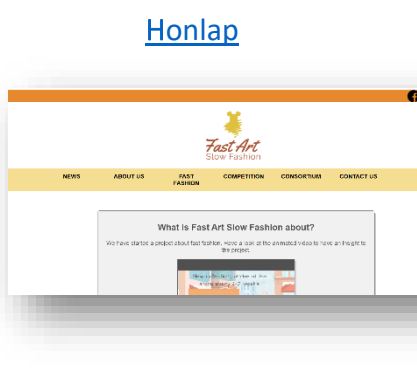 Honlap
Fast Art
Slow Fashion
NEWS ABOUT US FAST FASHION COMPETITION CONSORTIUM CONTACT US
What is Fast Art Slow Fashion about?
We have started a project about fast fashion. Have a look at the animated video to have an insight to
the project.